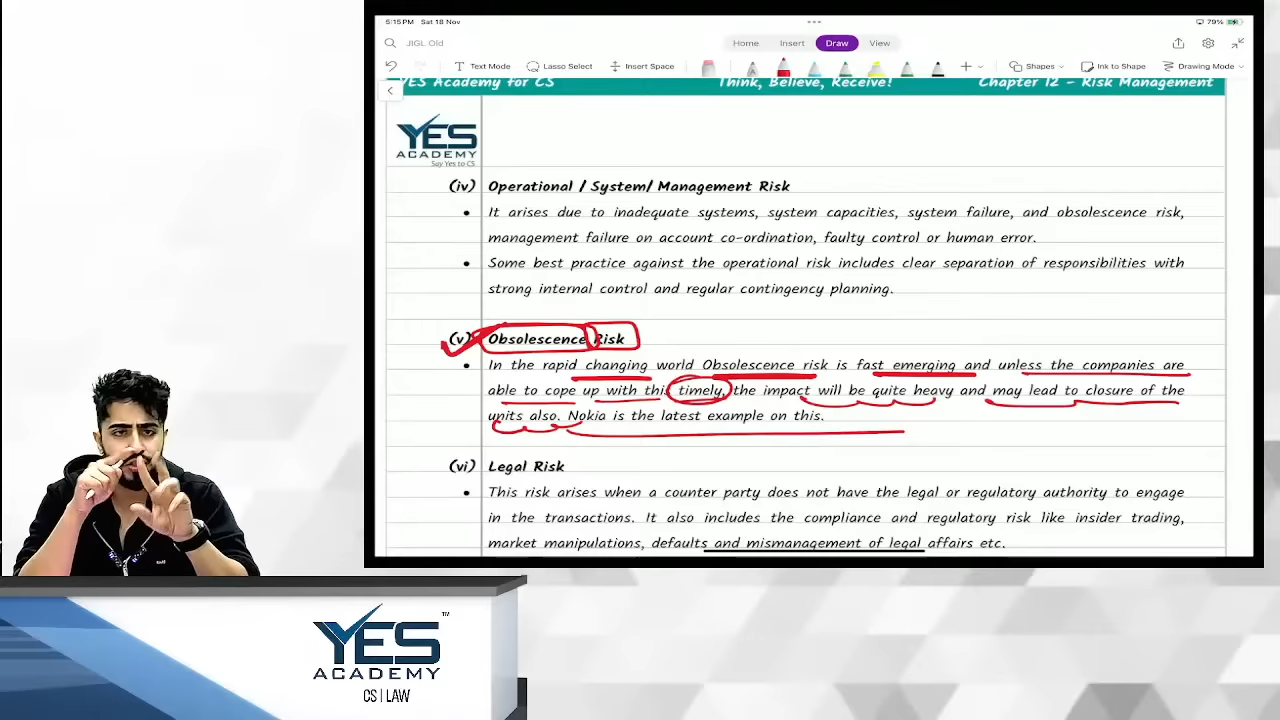 5:15 PM Sat 18 Nov
79%
JIGL Old
Home Insert Draw View
Text Mode Lasso Select Insert Space Shapes Ink to Shape Drawing Mode
YES Academy for CS Think, Believe, Receive! Chapter 12 – Risk Management
YES
ACADEMY
Say Yes to CS
(iv) Operational / System/ Management Risk
• It arises due to inadequate systems, system capacities, system failure, and obsolescence risk,
management failure on account co-ordination, faulty control or human error.
• Some best practice against the operational risk includes clear separation of responsibilities with
strong internal control and regular contingency planning.
(v) Obsolescence Risk
• In the rapid changing world Obsolescence risk is fast emerging and unless the companies are
able to cope up with this timely, the impact will be quite heavy and may lead to closure of the
units also. Nokia is the latest example on this.
(vi) Legal Risk
• This risk arises when a counter party does not have the legal or regulatory authority to engage
in the transactions. It also includes the compliance and regulatory risk like insider trading,
market manipulations, defaults and mismanagement of legal affairs etc.
YES TM
ACADEMY
CS | LAW